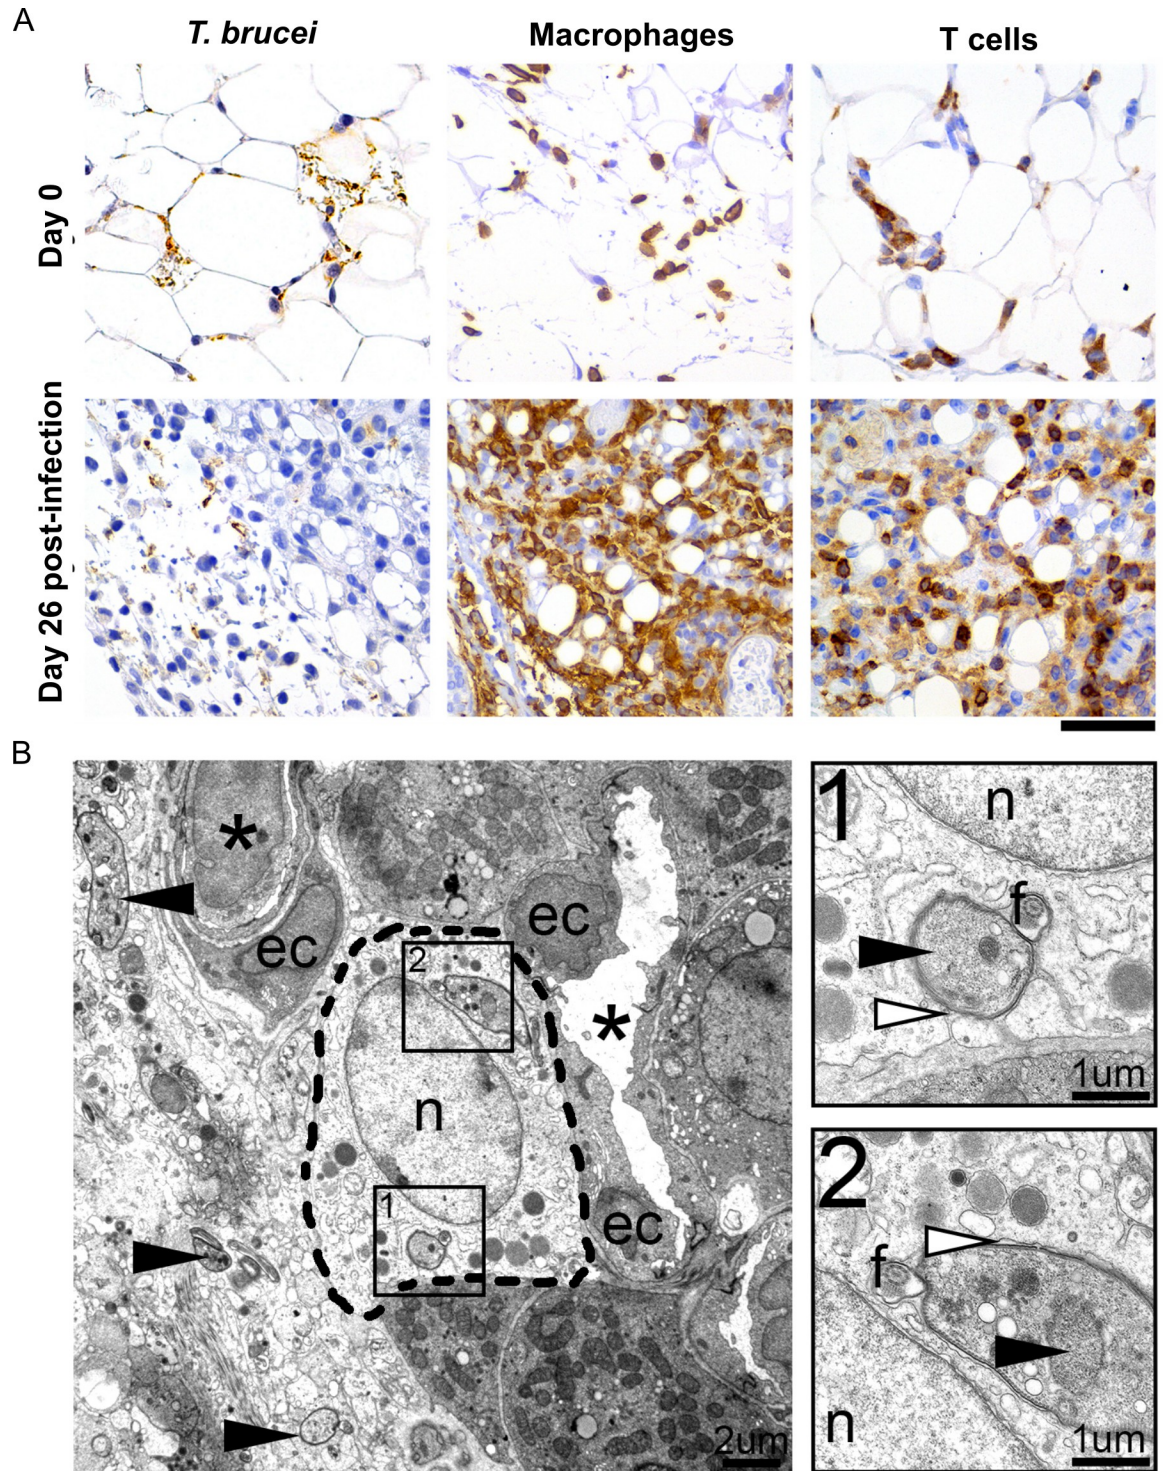 A
T. brucei
Macrophages
T cells
Day 0
Day 26 post-infection
B
*
ec
ec
*
2
n
1
ec
2um
1
n
f
1um
2
f
n
1um